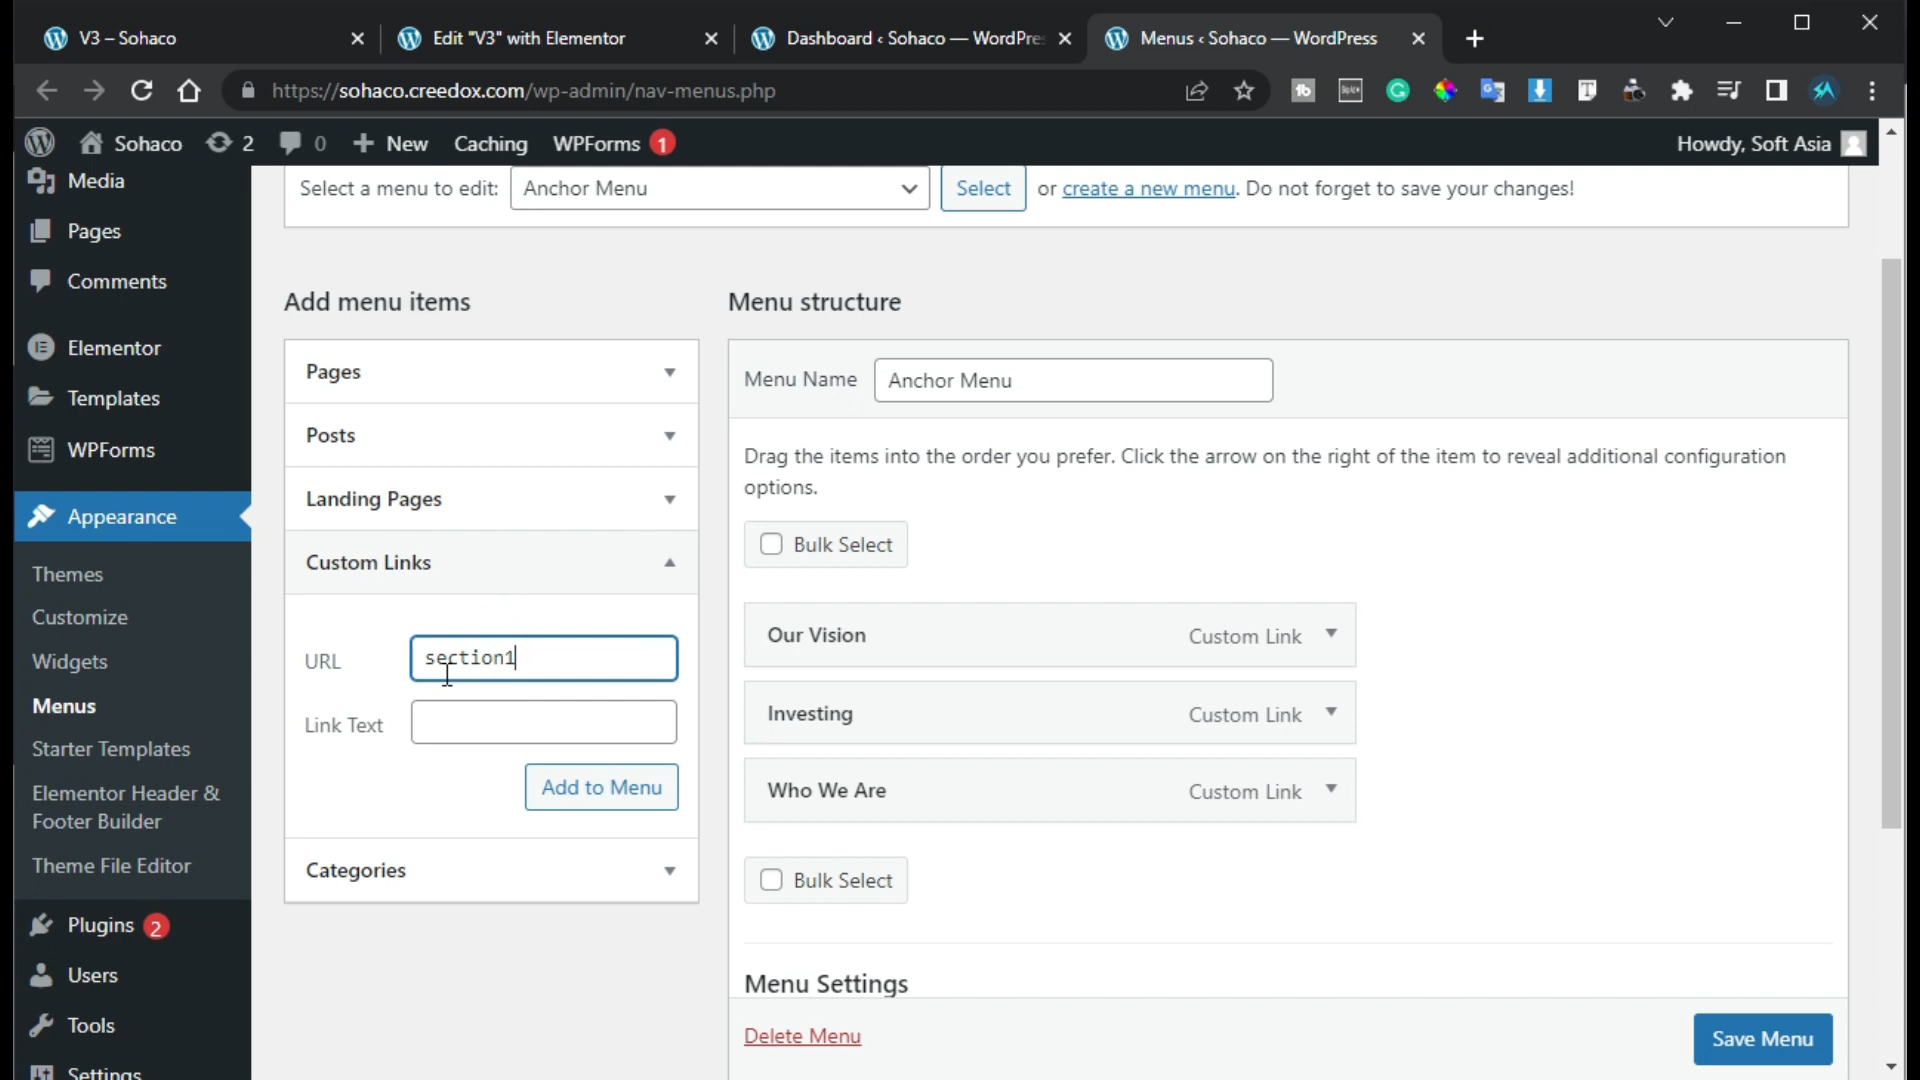 V3 – Sohaco
Edit "V3" with Elementor
Dashboard ‹ Sohaco — WordPre
Menus ‹ Sohaco — WordPress
https://sohaco.creedox.com/wp-admin/nav-menus.php
Sohaco
2
0
New
Caching
WPForms
1
Howdy, Soft Asia
Media
Pages
Comments
Elementor
Templates
WPForms
Appearance
Themes
Customize
Widgets
Menus
Starter Templates
Elementor Header &
Footer Builder
Theme File Editor
Plugins
2
Users
Tools
Settings
Select a menu to edit:
Anchor Menu
Select
or create a new menu. Do not forget to save your changes!
Add menu items
Pages
Posts
Landing Pages
Custom Links
URL
section1
Link Text
Add to Menu
Categories
Menu structure
Menu Name
Anchor Menu
Drag the items into the order you prefer. Click the arrow on the right of the item to reveal additional configuration
options.
Bulk Select
Our Vision
Custom Link
Investing
Custom Link
Who We Are
Custom Link
Bulk Select
Menu Settings
Delete Menu
Save Menu